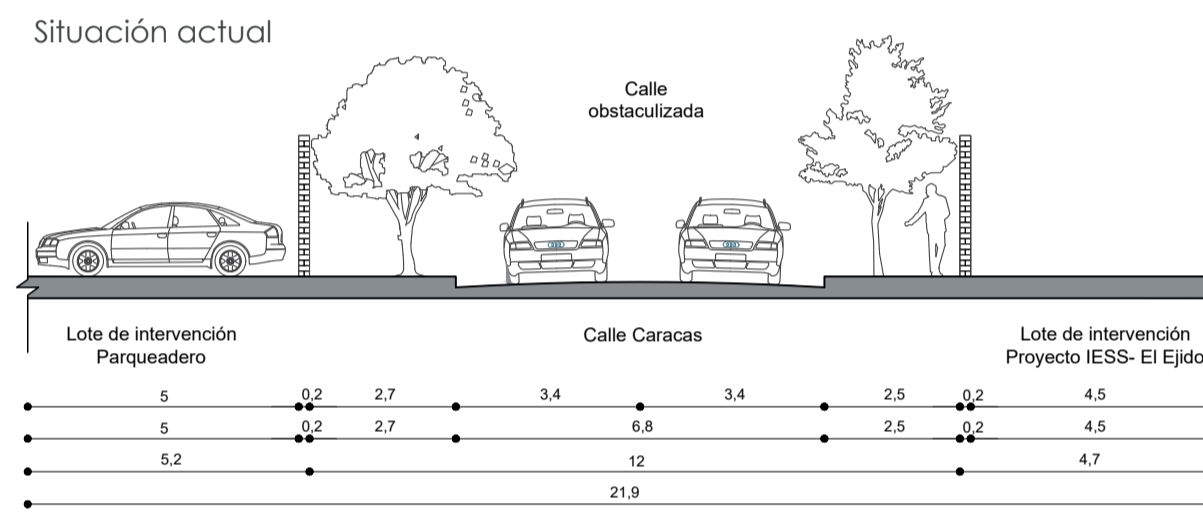 Situación actual
Calle
obstaculizada
Lote de intervención
Parqueadero
Calle Caracas
Lote de intervención
Proyecto IESS- El Ejido
5 0,2 2,7 3,4 3,4 2,5 0,2 4,5
5 0,2 2,7 6,8 2,5 0,2 4,5
5,2 12 4,7
21,9